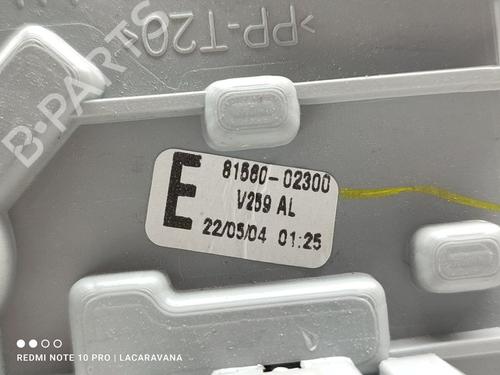 >PP-T20<
B-PARTS
E
81560-02300
V259 AL
22/05/04 01:25
REDMI NOTE 10 PRO | LACARAVANA